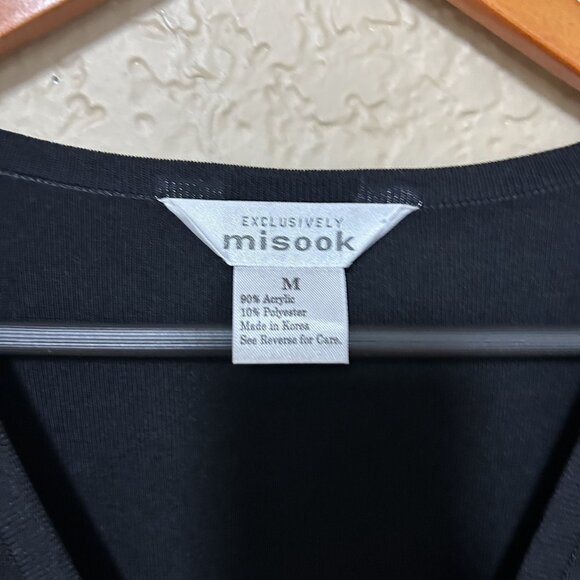 EXCLUSIVELY
misook
M
90% Acrylic
10% Polyester
Made in Korea
See Reverse for Care.